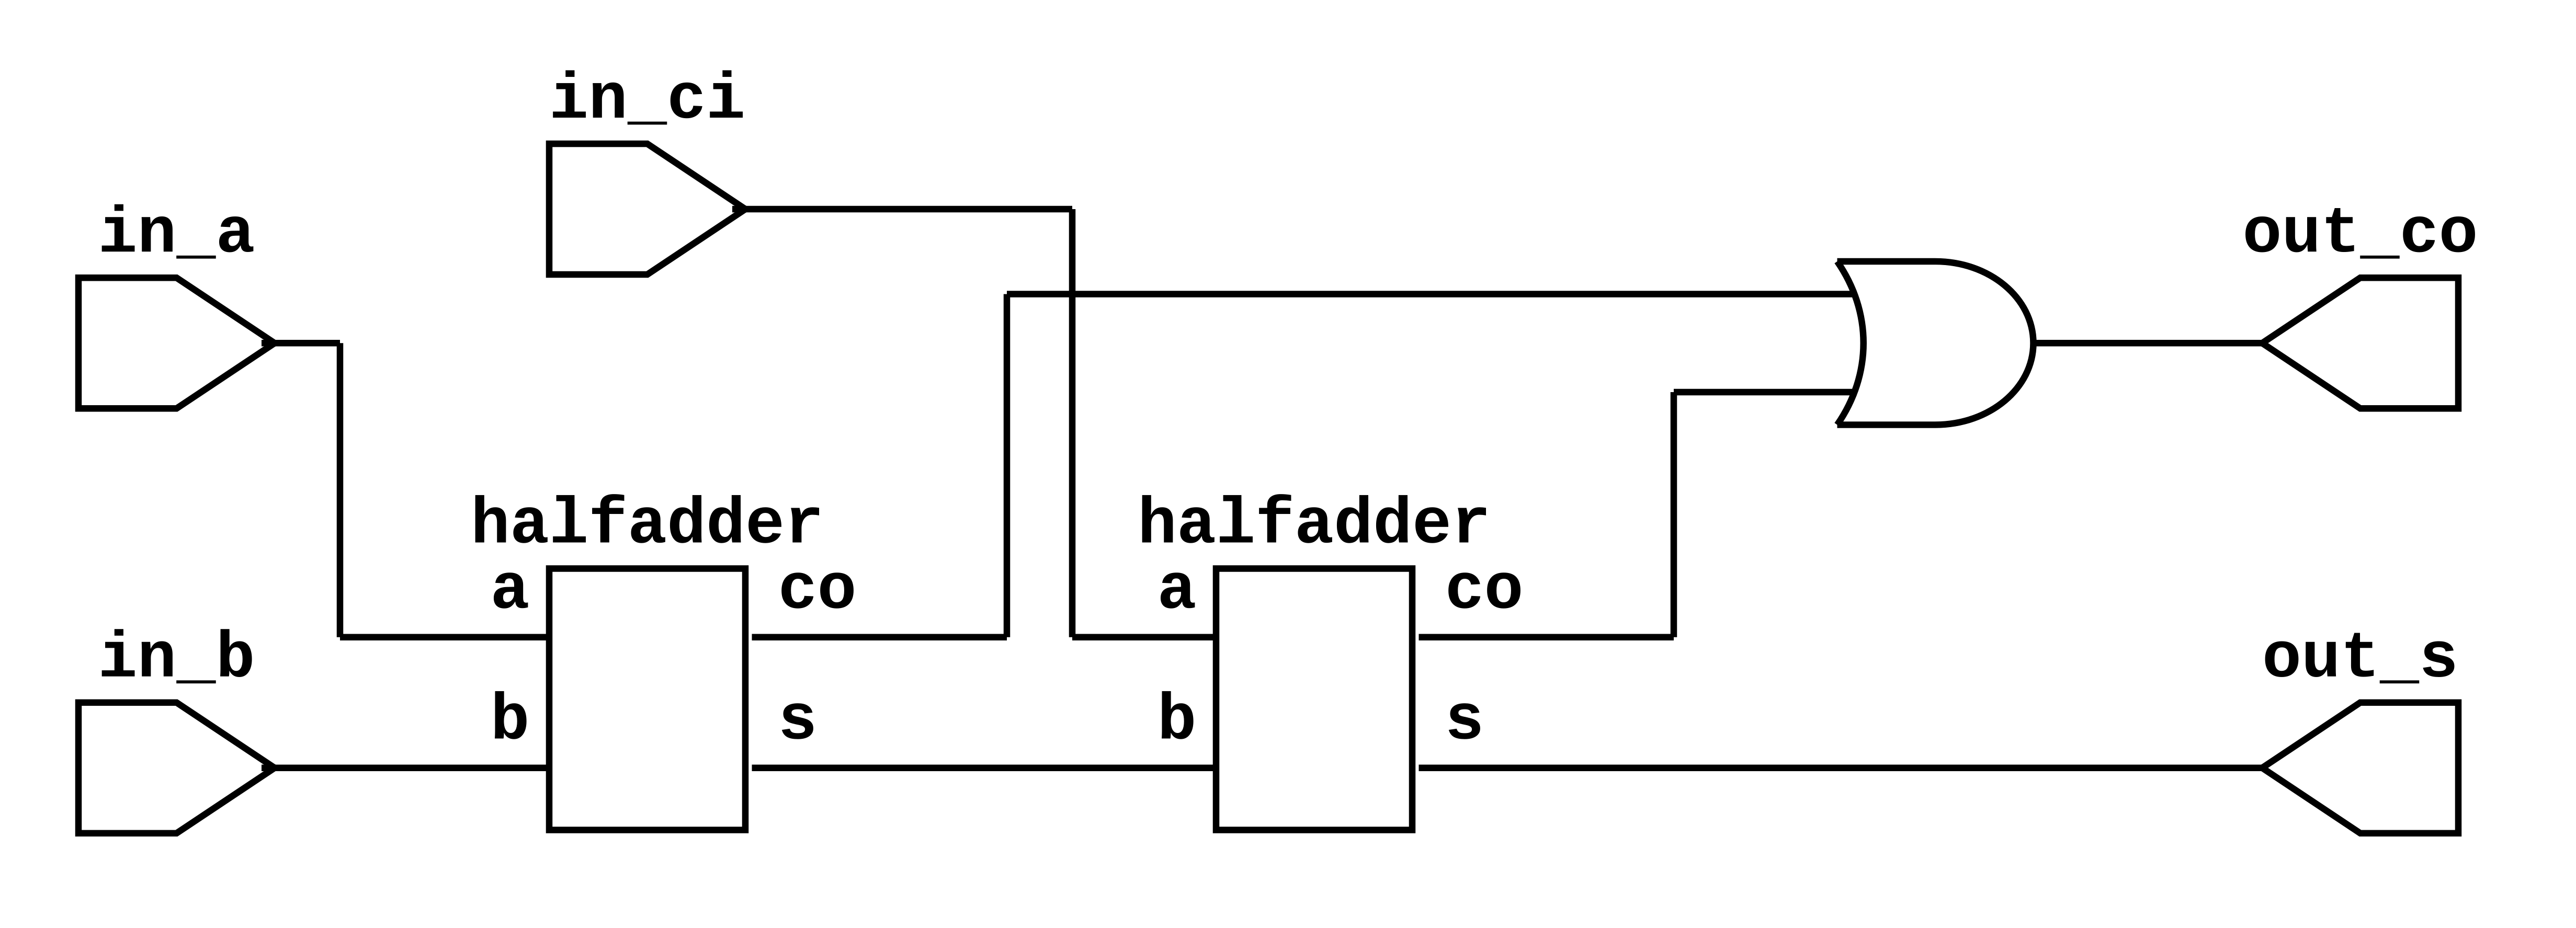 in_ci
in_a
out_co
halfadder
halfadder
a
co
a
co
in_b
out_s
b
s
b
s